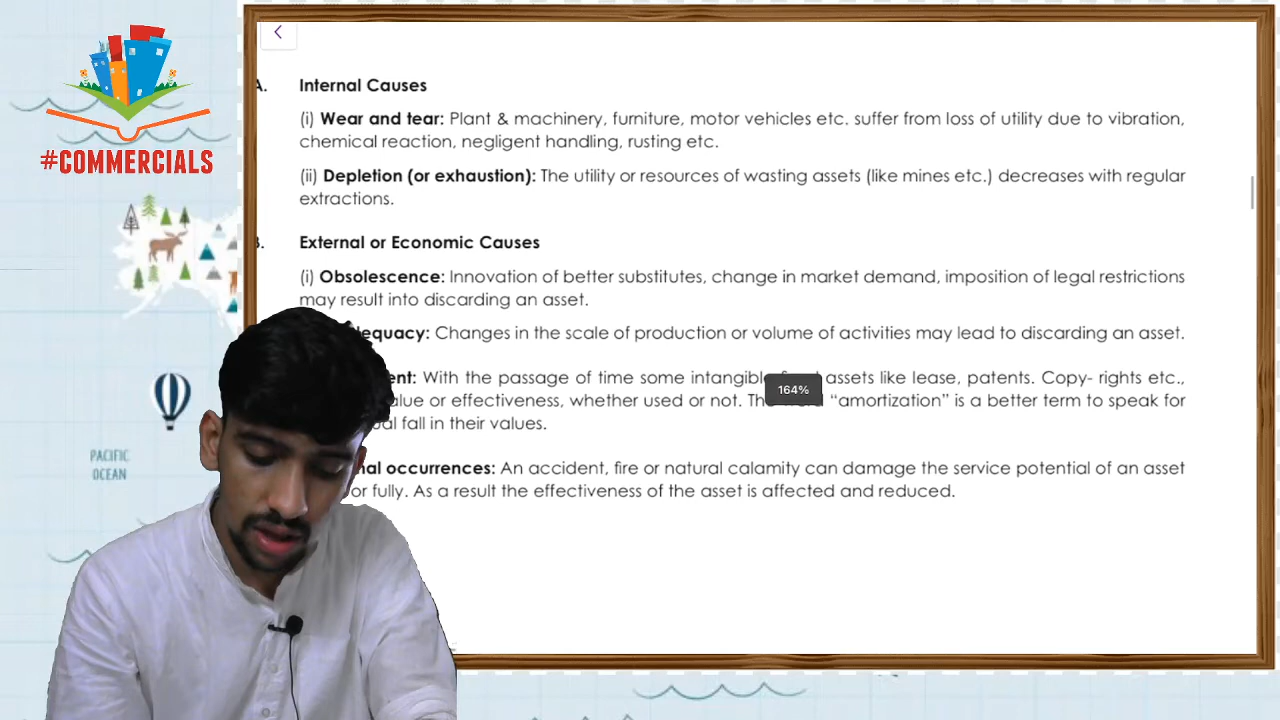 #COMMERCIALS
A. Internal Causes
(i) Wear and tear: Plant & machinery, furniture, motor vehicles etc. suffer from loss of utility due to vibration,
chemical reaction, negligent handling, rusting etc.
(ii) Depletion (or exhaustion): The utility or resources of wasting assets (like mines etc.) decreases with regular
extractions.
External or Economic Causes
(i) Obsolescence: Innovation of better substitutes, change in market demand, imposition of legal restrictions
may result into discarding an asset.
equacy: Changes in the scale of production or volume of activities may lead to discarding an asset.
ent: With the passage of time some intangible assets like lease, patents. Copy- rights etc.,
alue or effectiveness, whether used or not. “amortization” is a better term to speak for
fall in their values.
al occurrences: An accident, fire or natural calamity can damage the service potential of an asset
or fully. As a result the effectiveness of the asset is affected and reduced.
164%
PACIFIC
OCEAN